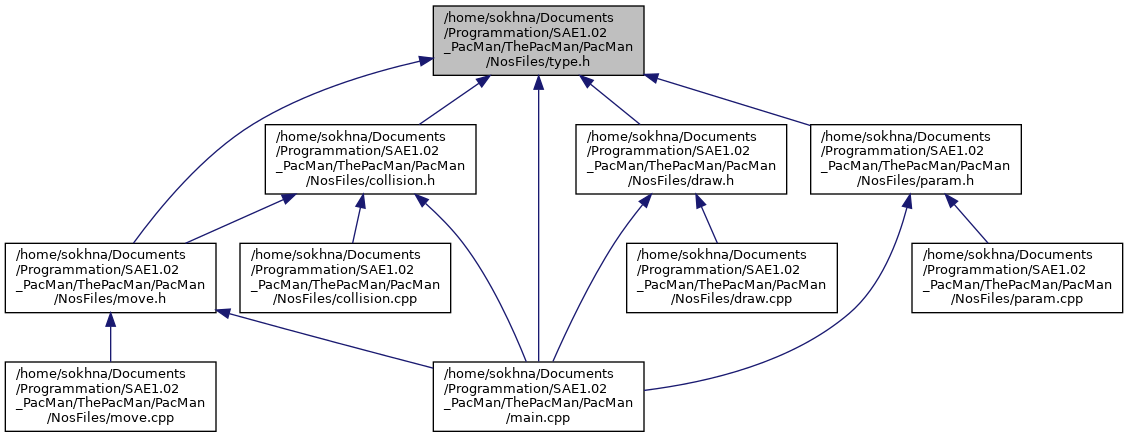 /home/sokhna/Documents
/Programmation/SAE1.02
_PacMan/ThePacMan/PacMan
/NosFiles/type.h
/home/sokhna/Documents
/Programmation/SAE1.02
_PacMan/ThePacMan/PacMan
/NosFiles/collision.h
/home/sokhna/Documents
/Programmation/SAE1.02
_PacMan/ThePacMan/PacMan
/NosFiles/draw.h
/home/sokhna/Documents
/Programmation/SAE1.02
_PacMan/ThePacMan/PacMan
/NosFiles/param.h
/home/sokhna/Documents
/Programmation/SAE1.02
_PacMan/ThePacMan/PacMan
/NosFiles/move.h
/home/sokhna/Documents
/Programmation/SAE1.02
_PacMan/ThePacMan/PacMan
/NosFiles/collision.cpp
/home/sokhna/Documents
/Programmation/SAE1.02
_PacMan/ThePacMan/PacMan
/NosFiles/draw.cpp
/home/sokhna/Documents
/Programmation/SAE1.02
_PacMan/ThePacMan/PacMan
/NosFiles/param.cpp
/home/sokhna/Documents
/Programmation/SAE1.02
_PacMan/ThePacMan/PacMan
/NosFiles/move.cpp
/home/sokhna/Documents
/Programmation/SAE1.02
_PacMan/ThePacMan/PacMan
/main.cpp